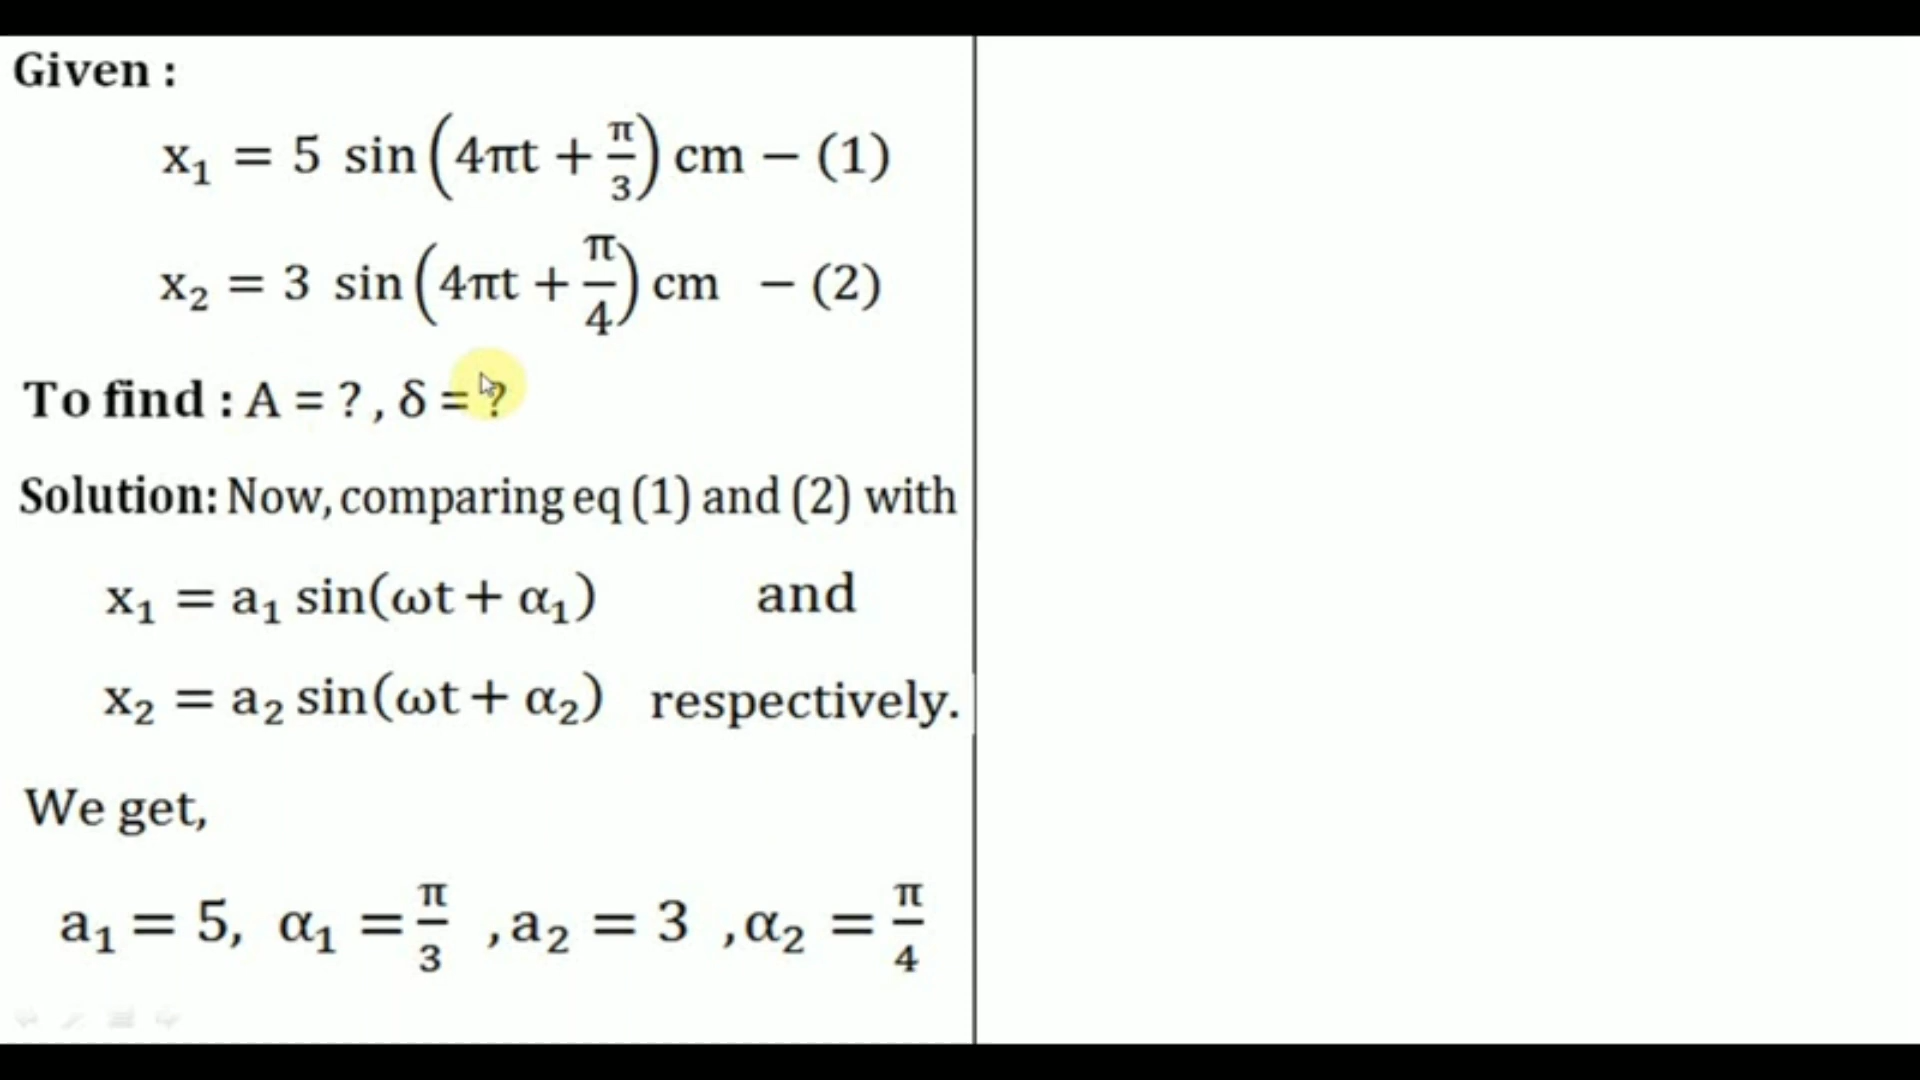 Given :
x₁ = 5 sin(4πt + π/3) cm − (1)
x₂ = 3 sin(4πt + π/4) cm − (2)
To find : A = ? , δ = ?
Solution: Now, comparing eq (1) and (2) with
x₁ = a₁ sin(ωt + α₁) and
x₂ = a₂ sin(ωt + α₂) respectively.
We get,
a₁ = 5, α₁ = π/3 , a₂ = 3 , α₂ = π/4